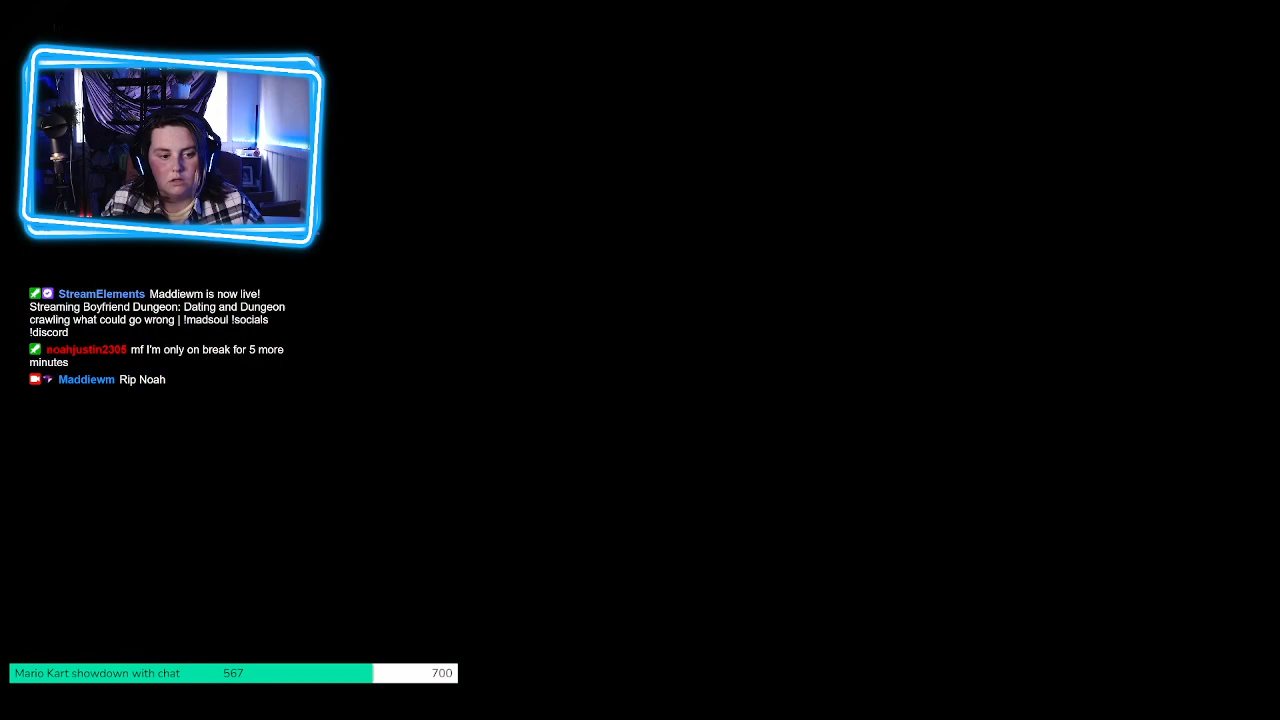 StreamElements Maddiewm is now live!
Streaming Boyfriend Dungeon: Dating and Dungeon
crawling what could go wrong | !madsoul !socials
!discord
noahjustin2305 mf I'm only on break for 5 more
minutes
Maddiewm Rip Noah
Mario Kart showdown with chat 567 700